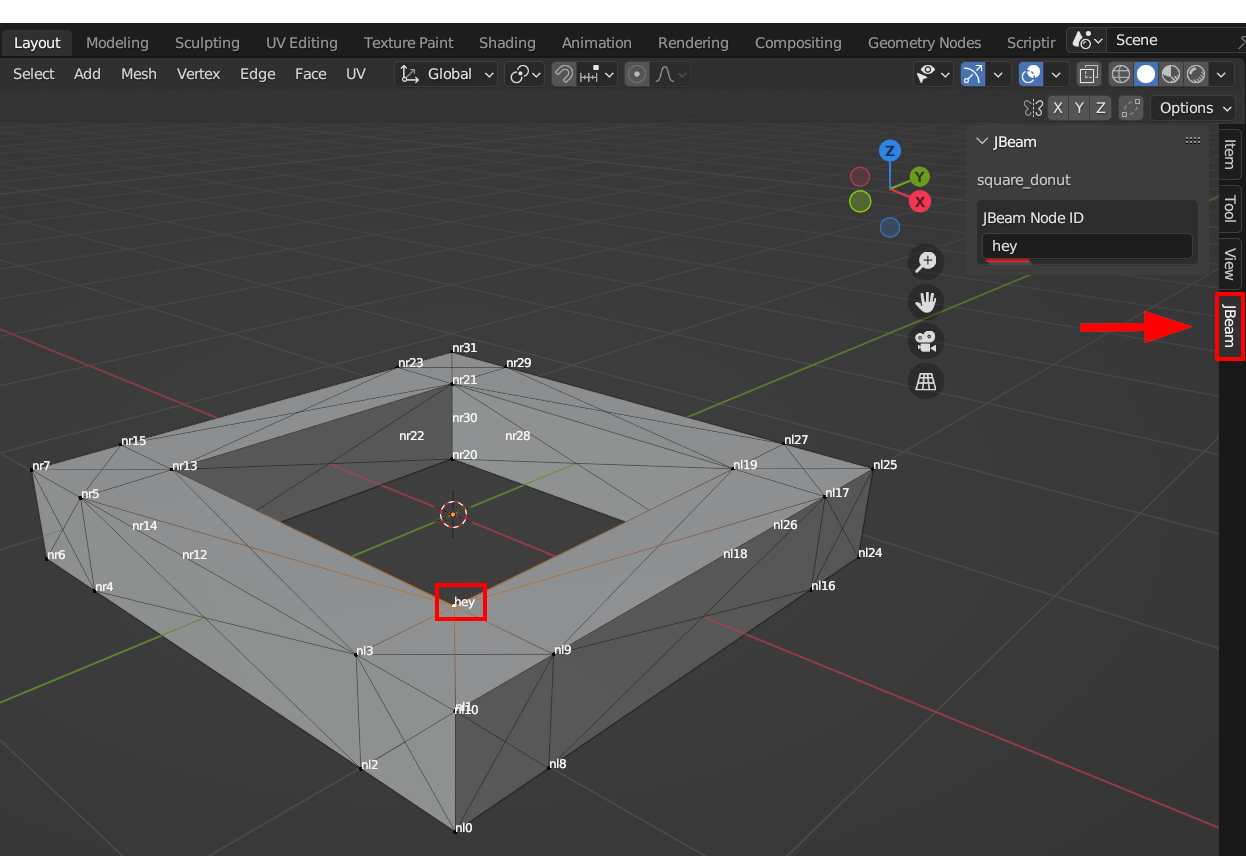 Layout Modeling Sculpting UV Editing Texture Paint Shading Animation Rendering Compositing Geometry Nodes Scriptir Scene
Select Add Mesh Vertex Edge Face UV Global
X Y Z Options
JBeam
square_donut
JBeam Node ID
hey
Item
Tool
View
JBeam
Z
Y
X
nr31
nr23 nr29
nr21
nr30
nr22 nr28
nr15 nl27
nr20
nr7 nr13 nl19 nl25
nr5 nl17
nr14 nl26
nr6 nr12 nl18 nl24
nr4 nl16
hey
nl3 nl9
nl1
nl10
nl2 nl8
nl0